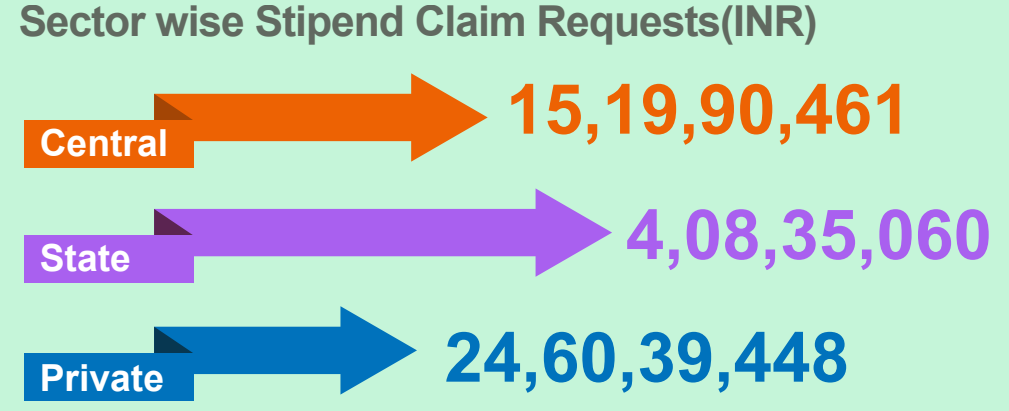 Sector wise Stipend Claim Requests(INR)
Central
15,19,90,461
State
4,08,35,060
Private
24,60,39,448